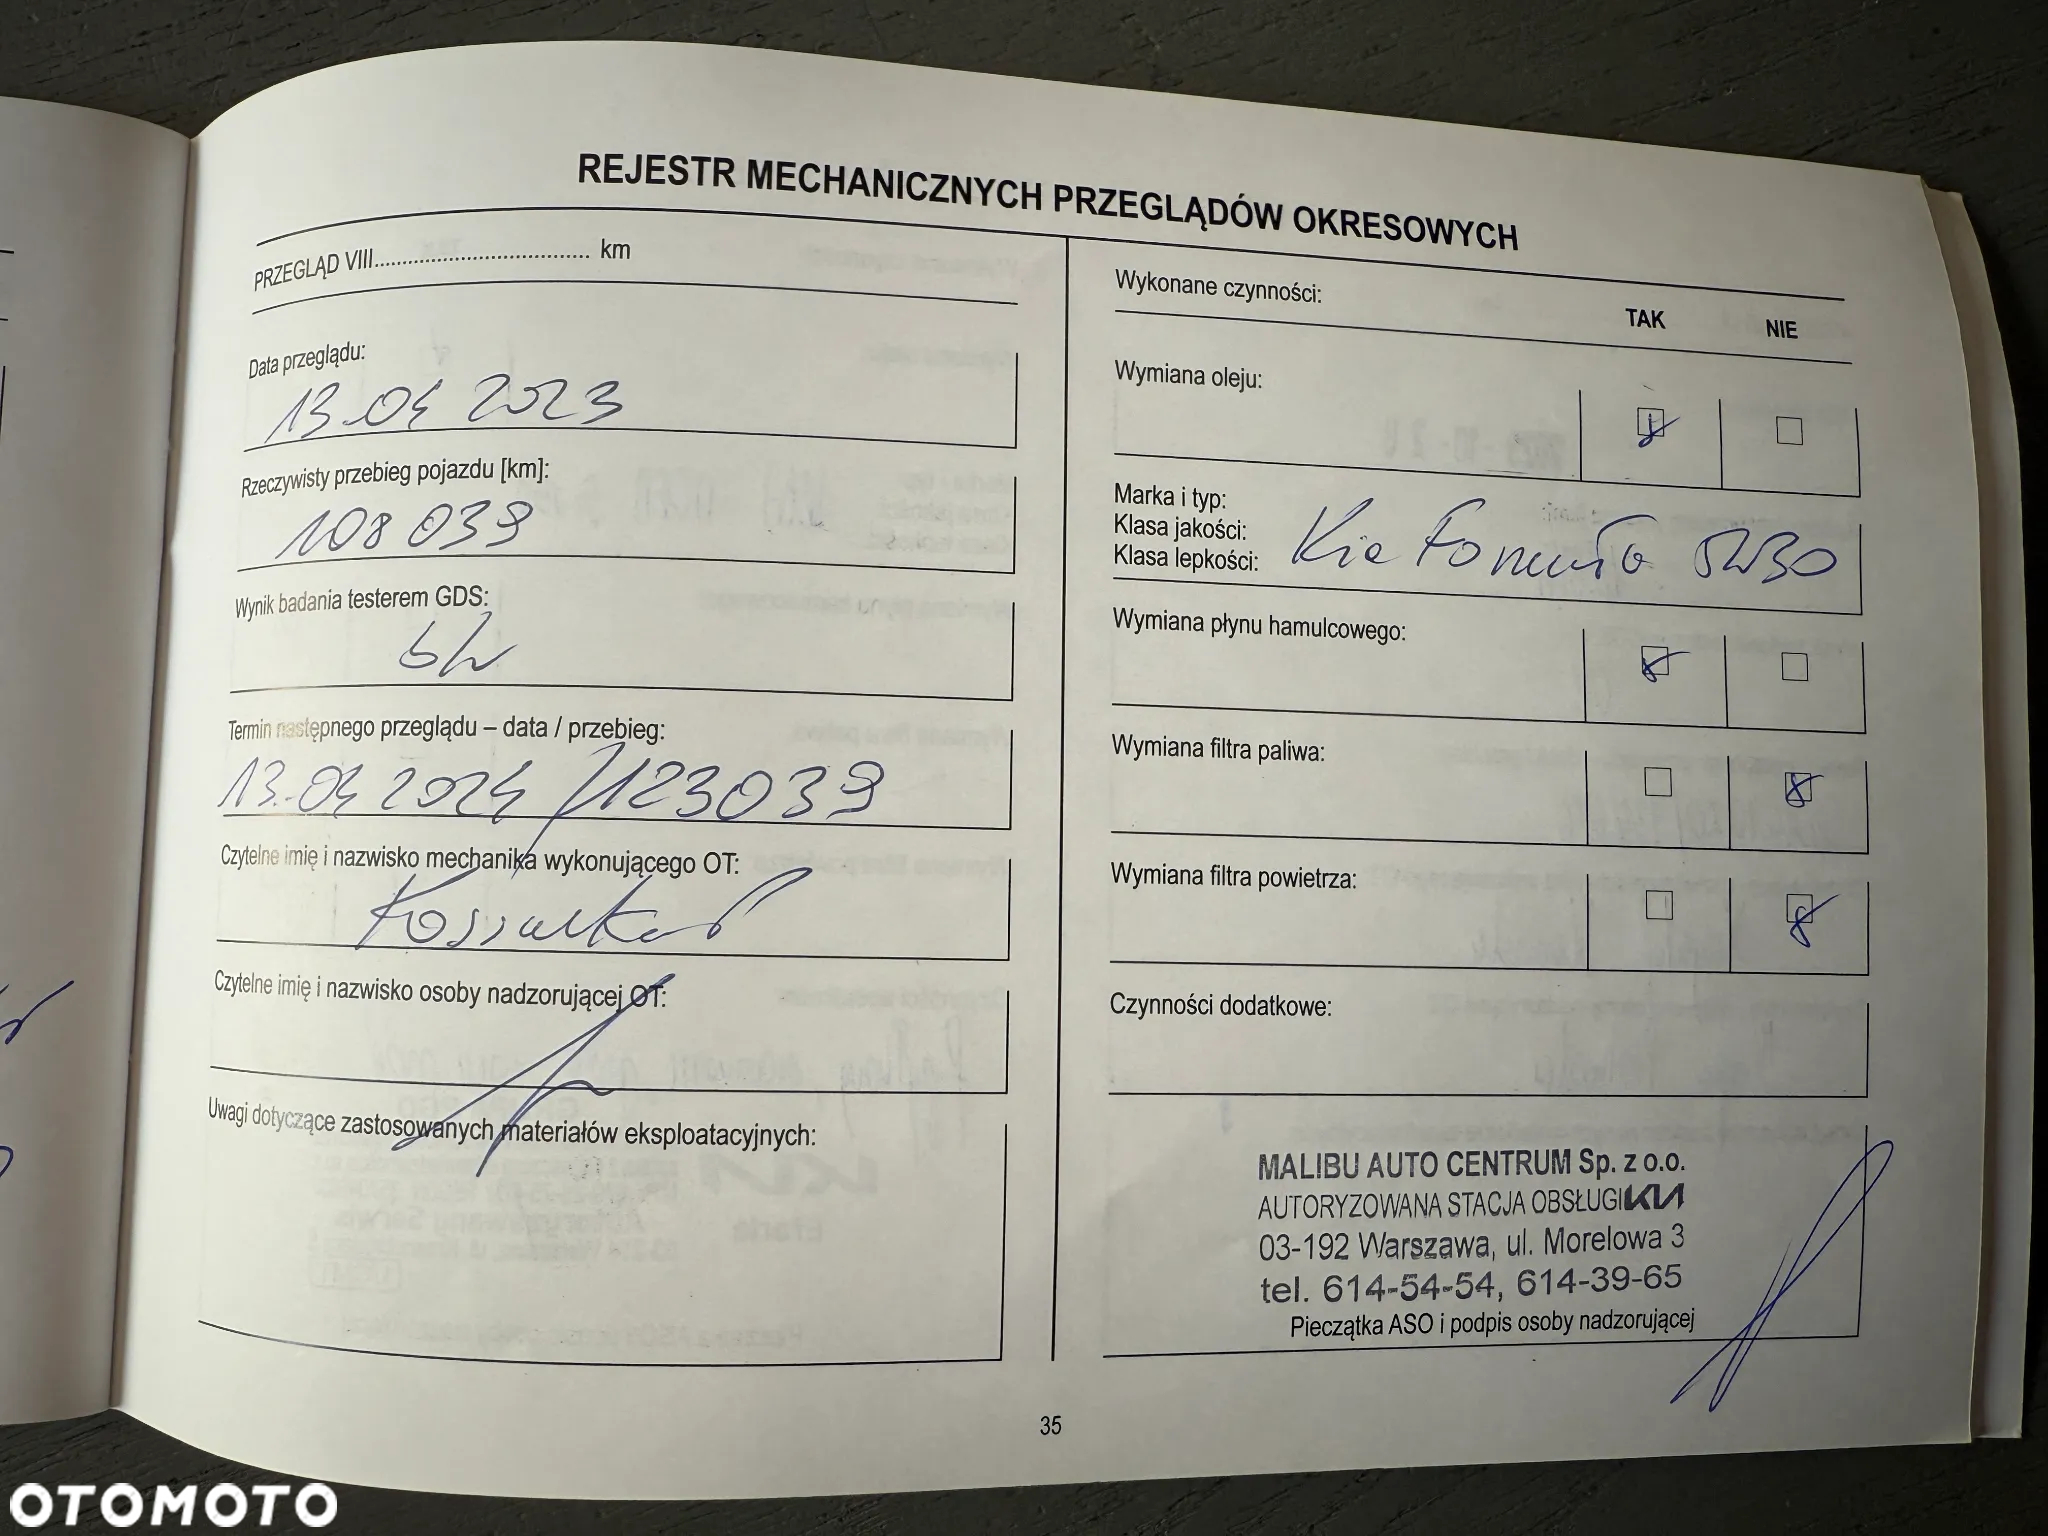 REJESTR MECHANICZNYCH PRZEGLĄDÓW OKRESOWYCH
PRZEGLĄD VIII.................................... km
Data przeglądu:
13.04 2023
Rzeczywisty przebieg pojazdu [km]:
108 039
Wynik badania testerem GDS:
Termin następnego przeglądu – data / przebieg:
13.04 2024 / 123039
Czytelne imię i nazwisko mechanika wykonującego OT:
Czytelne imię i nazwisko osoby nadzorującej OT:
Uwagi dotyczące zastosowanych materiałów eksploatacyjnych:
Wykonane czynności:
TAK NIE
Wymiana oleju:
Marka i typ:
Klasa jakości:
Klasa lepkości:
Kia Formuła 5W30
Wymiana płynu hamulcowego:
Wymiana filtra paliwa:
Wymiana filtra powietrza:
Czynności dodatkowe:
MALIBU AUTO CENTRUM Sp. z o.o.
AUTORYZOWANA STACJA OBSŁUGI KIA
03-192 Warszawa, ul. Morelowa 3
tel. 614-54-54, 614-39-65
Pieczątka ASO i podpis osoby nadzorującej
35
OTOMOTO